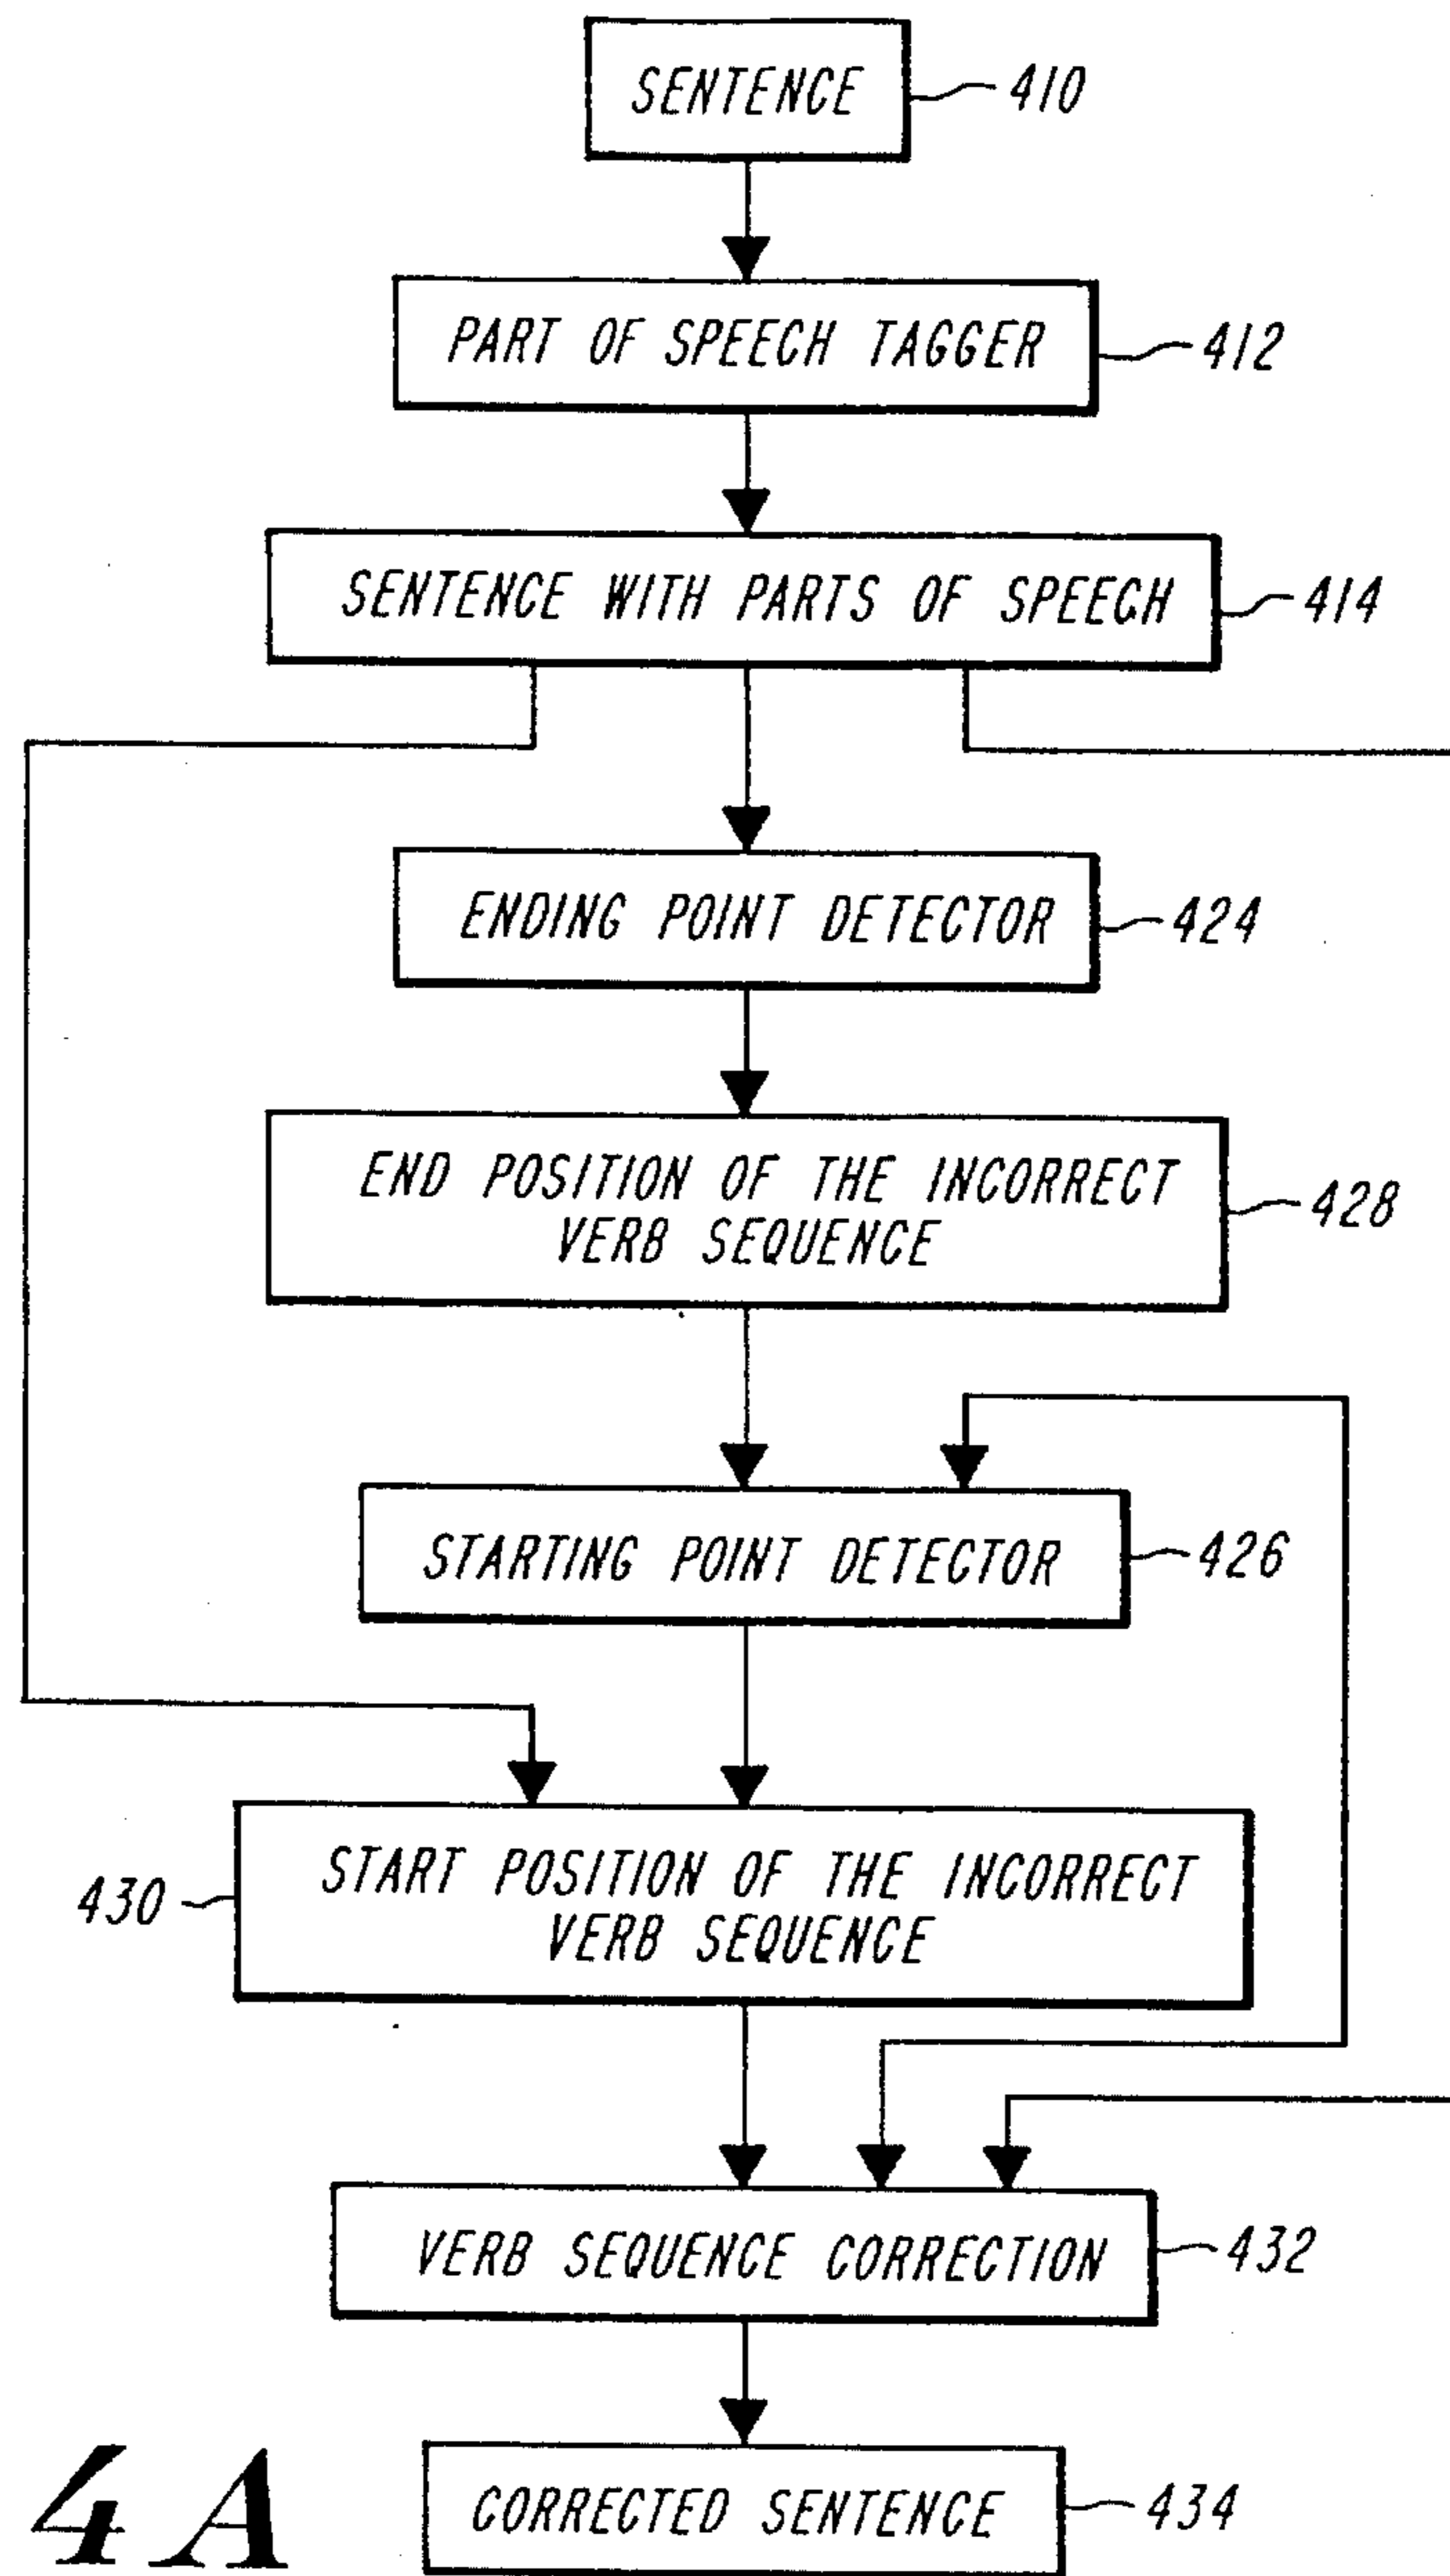 SENTENCE
410
PART OF SPEECH TAGGER
412
SENTENCE WITH PARTS OF SPEECH
414
ENDING POINT DETECTOR
424
END POSITION OF THE INCORRECT
VERB SEQUENCE
428
STARTING POINT DETECTOR
426
START POSITION OF THE INCORRECT
VERB SEQUENCE
430
VERB SEQUENCE CORRECTION
432
CORRECTED SENTENCE
434
4A